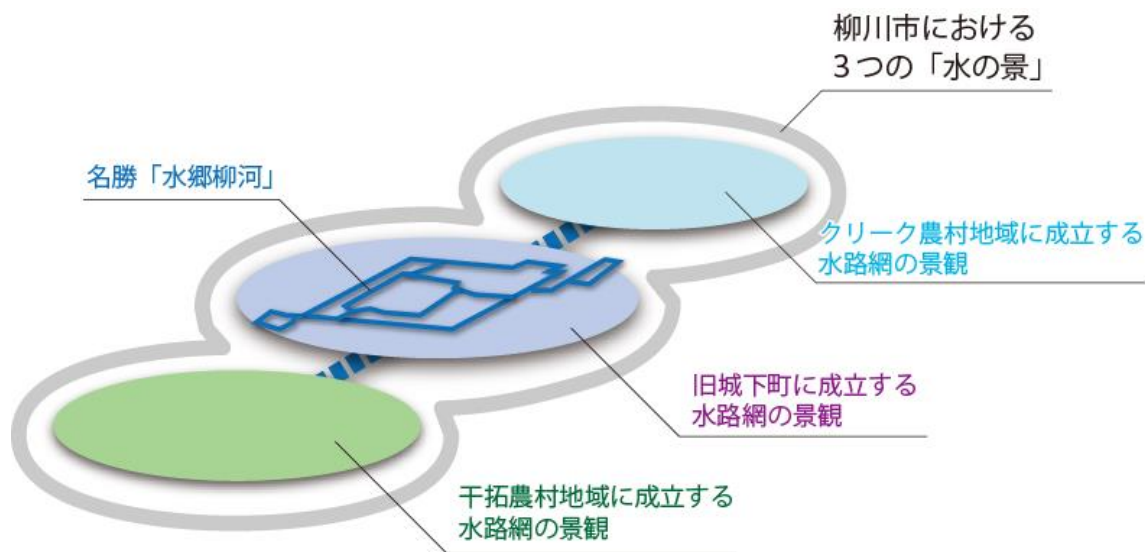 柳川市における
3つの「水の景」
名勝「水郷柳河」
クリーク農村地域に成立する
水路網の景観
旧城下町に成立する
水路網の景観
干拓農村地域に成立する
水路網の景観